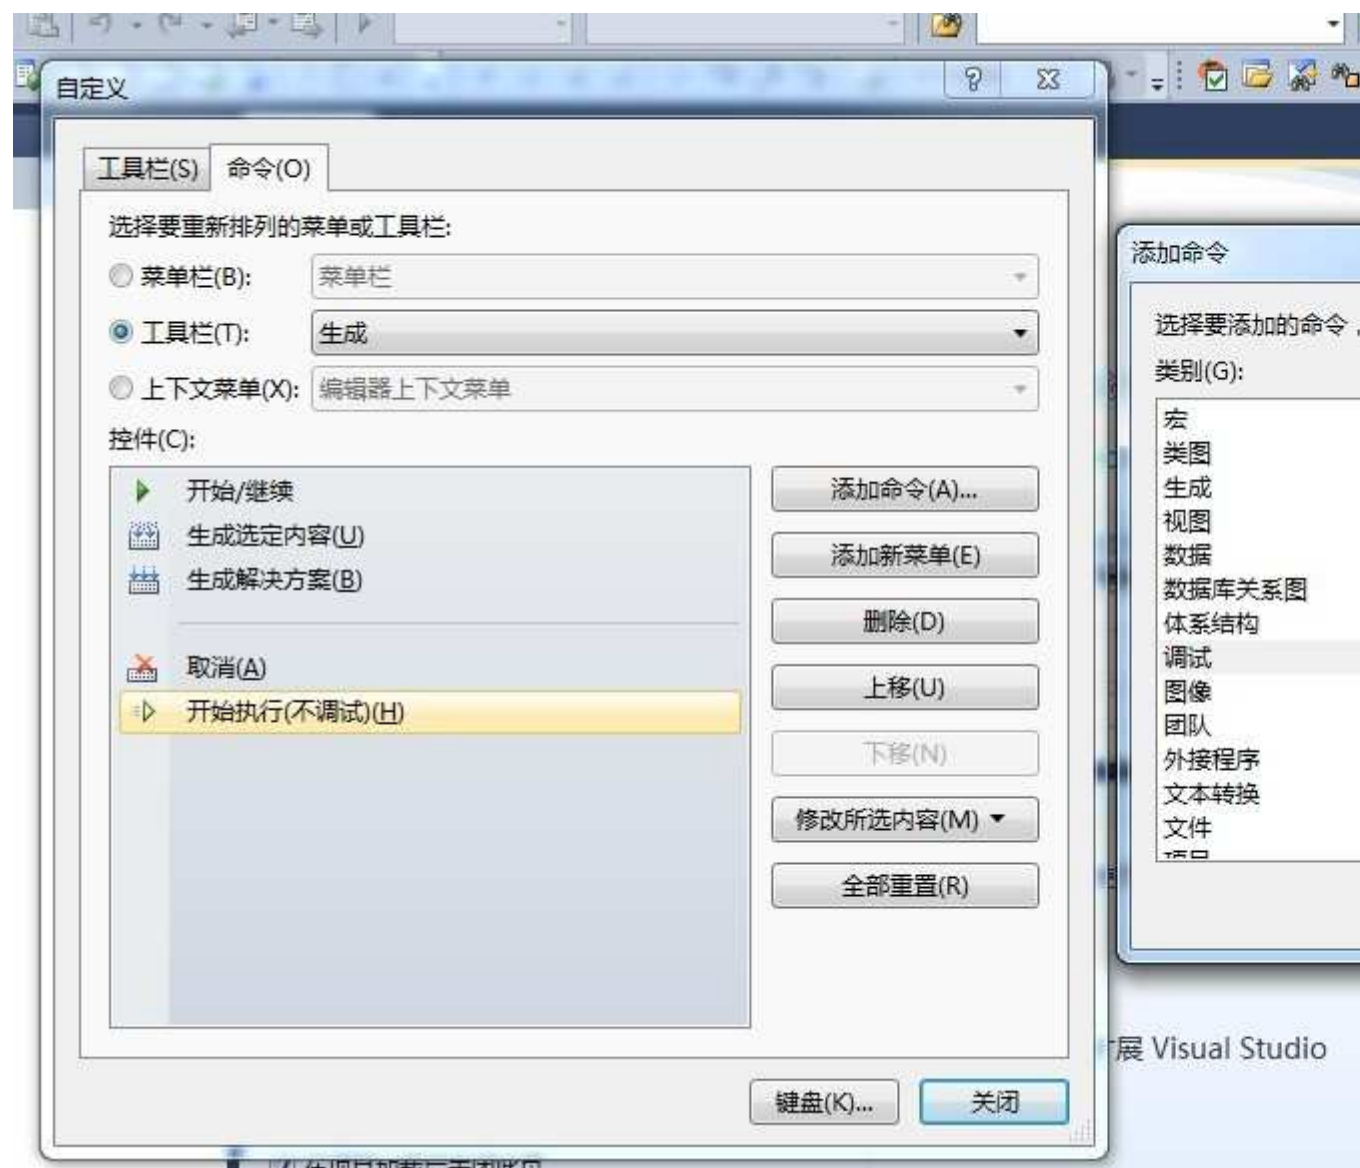 自定义
工具栏(S) 命令(O)
选择要重新排列的菜单或工具栏:
菜单栏(B): 菜单栏
工具栏(T): 生成
上下文菜单(X): 编辑器上下文菜单
控件(C):
开始/继续
生成选定内容(U)
生成解决方案(B)
取消(A)
开始执行(不调试)(H)
添加命令(A)...
添加新菜单(E)
删除(D)
上移(U)
下移(N)
修改所选内容(M)
全部重置(R)
键盘(K)...
关闭
添加命令
选择要添加的命令，
类别(G):
宏
类图
生成
视图
数据
数据库关系图
体系结构
调试
图像
团队
外接程序
文本转换
文件
展 Visual Studio